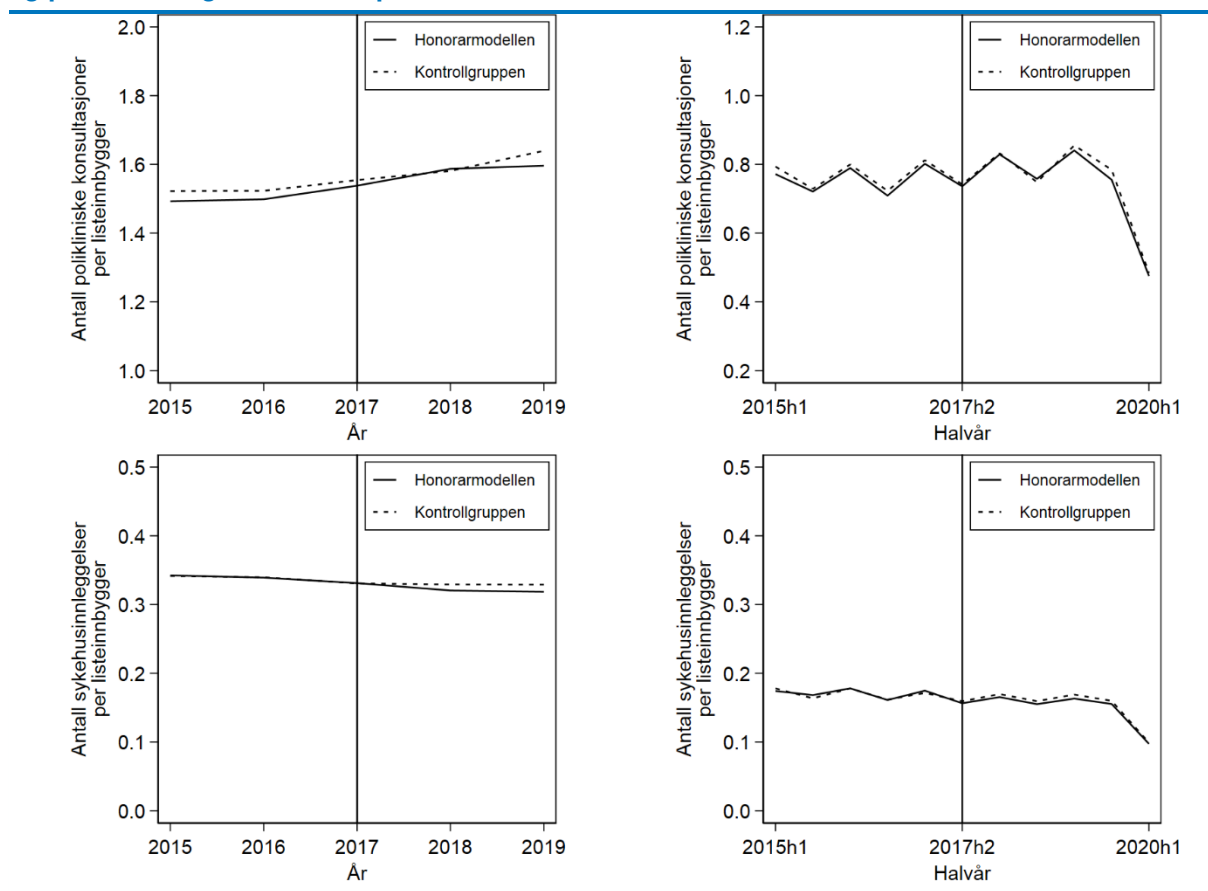 2.0
1.8
1.6
1.4
1.2
1.0
Antall polikliniske konsultasjoner
per listeinnbygger
Honorarmodellen
Kontrollgruppen
2015 2016 2017 2018 2019
År
1.2
1.0
0.8
0.6
0.4
0.2
Antall polikliniske konsultasjoner
per listeinnbygger
Honorarmodellen
Kontrollgruppen
2015h1 2017h2 2020h1
Halvår
0.5
0.4
0.3
0.2
0.1
0.0
Antall sykehusinnleggelser
per listeinnbygger
Honorarmodellen
Kontrollgruppen
2015 2016 2017 2018 2019
År
0.5
0.4
0.3
0.2
0.1
0.0
Antall sykehusinnleggelser
per listeinnbygger
Honorarmodellen
Kontrollgruppen
2015h1 2017h2 2020h1
Halvår